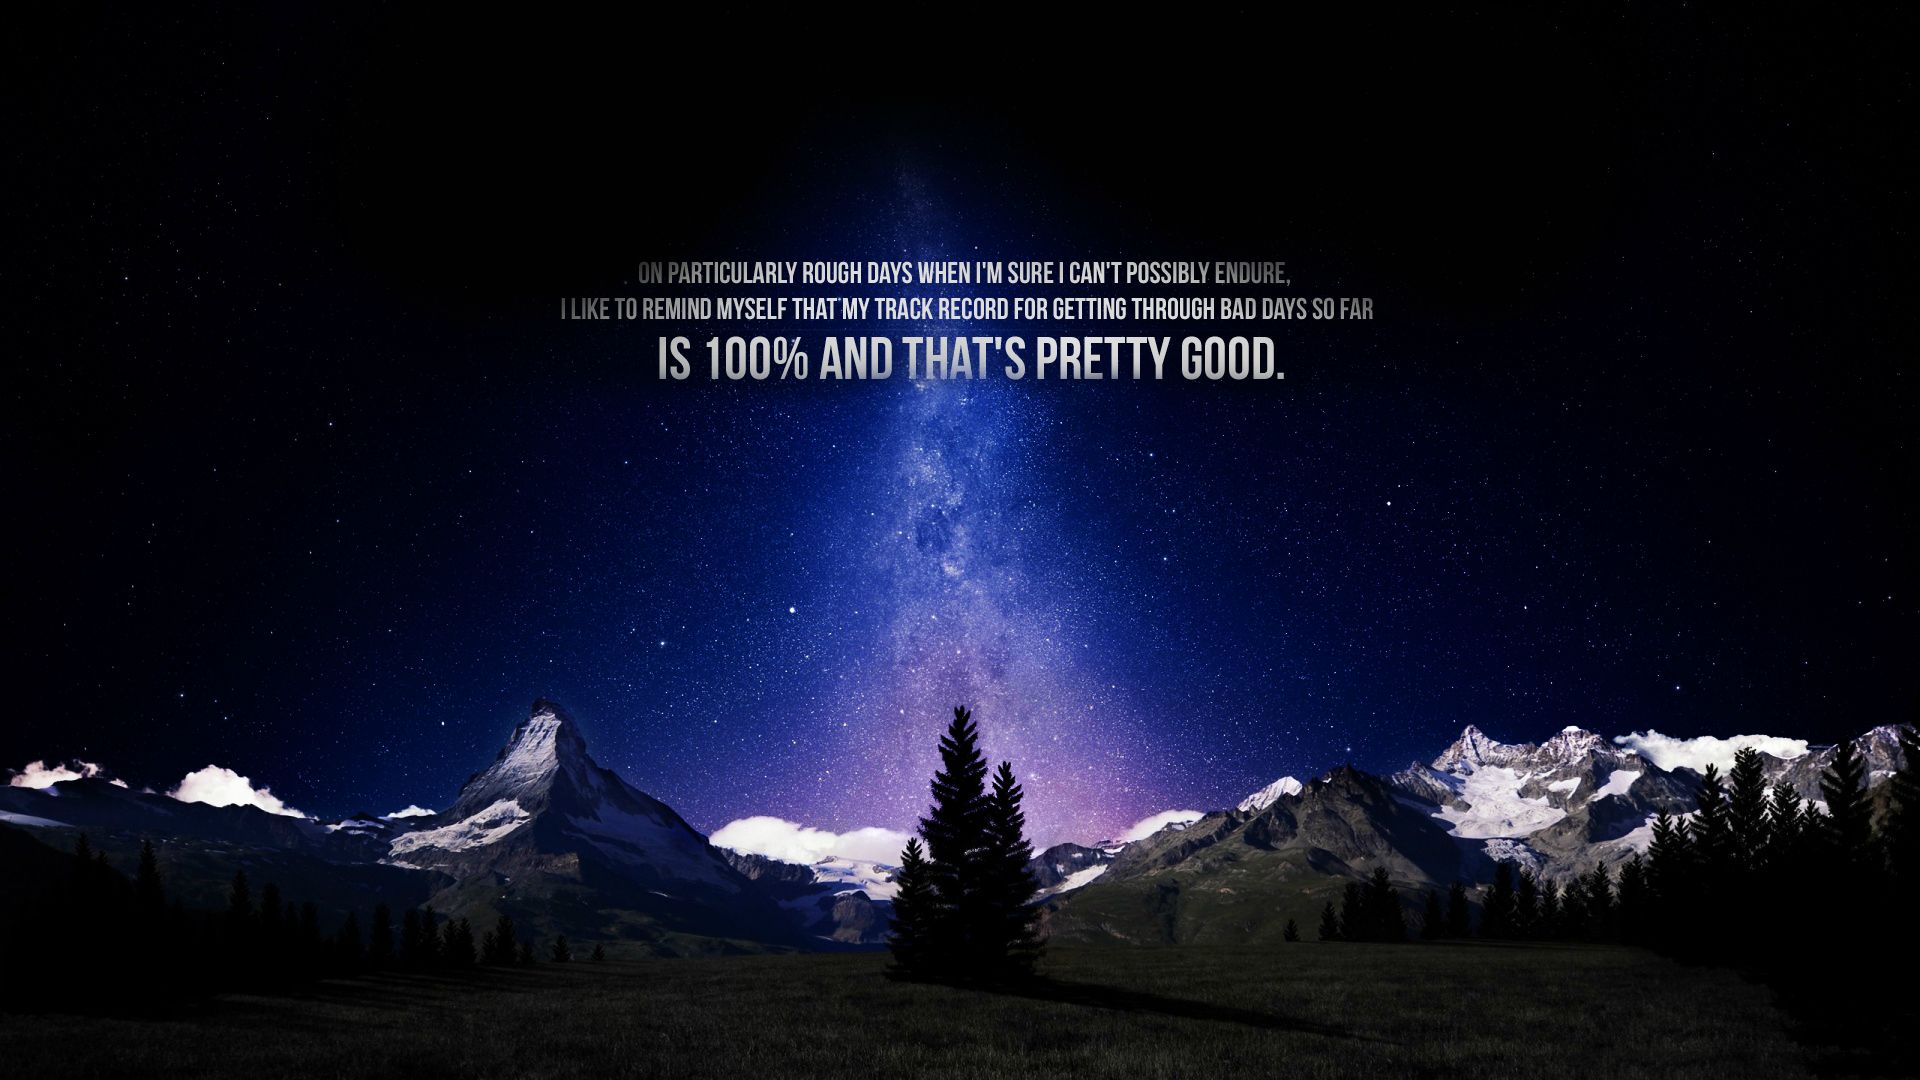 ON PARTICULARLY ROUGH DAYS WHEN I'M SURE I CAN'T POSSIBLY ENDURE,
I LIKE TO REMIND MYSELF THAT MY TRACK RECORD FOR GETTING THROUGH BAD DAYS SO FAR
IS 100% AND THAT'S PRETTY GOOD.